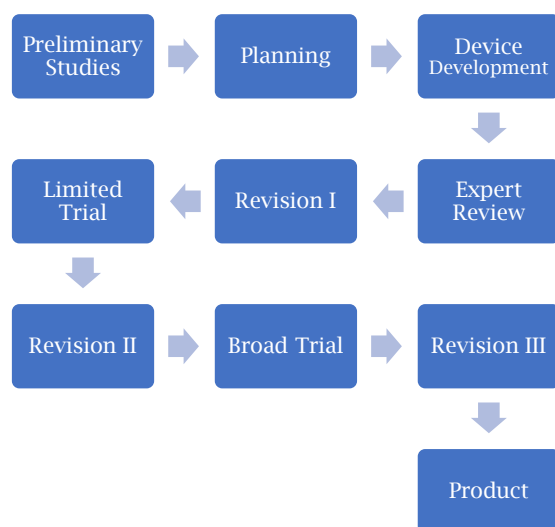 Preliminary
Studies
Planning
Device
Development
Expert
Review
Revision I
Limited
Trial
Revision II
Broad Trial
Revision III
Product